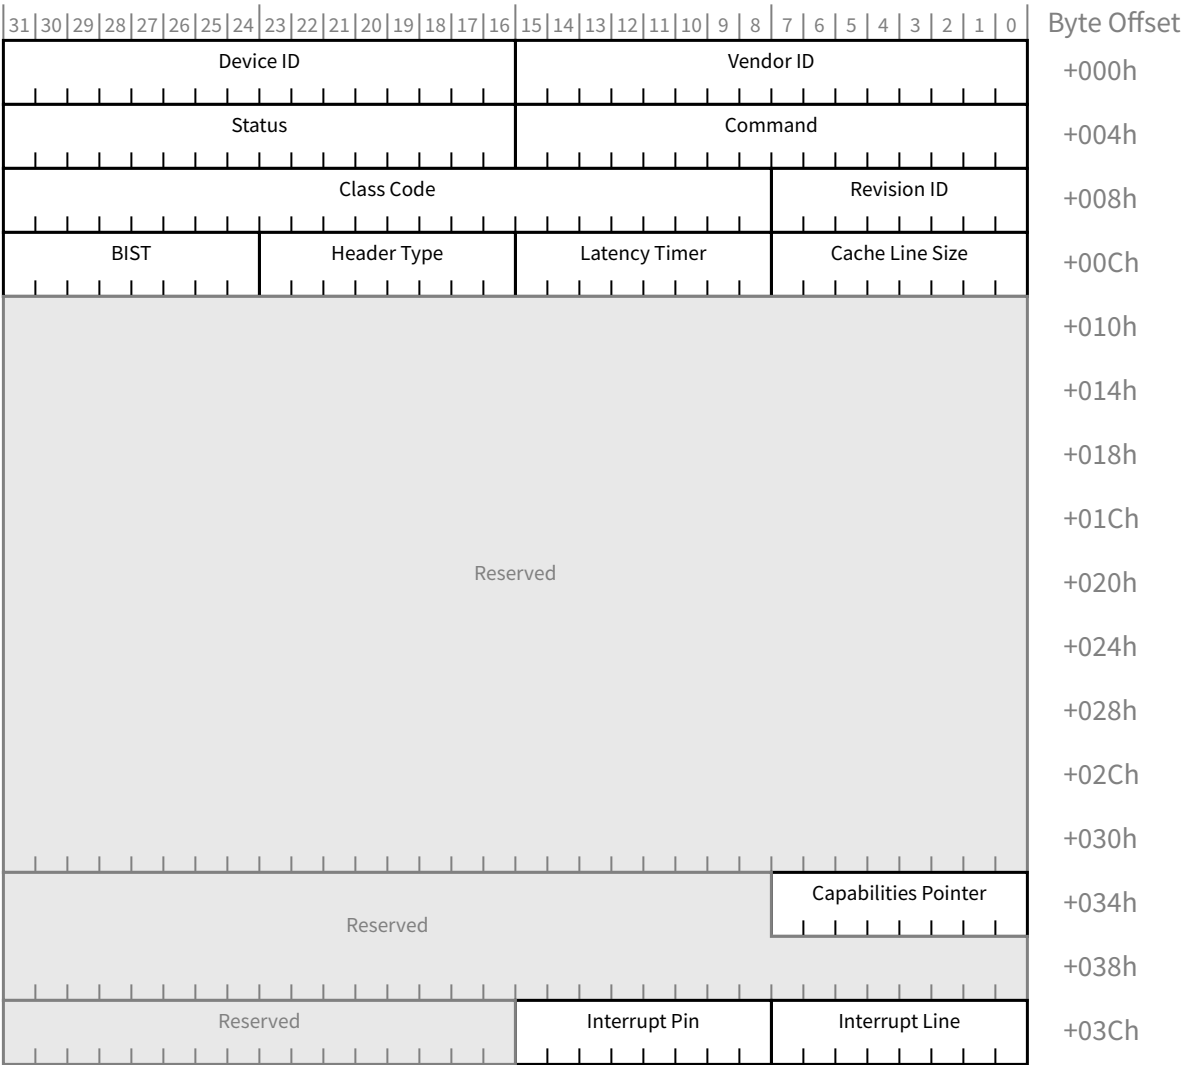 31 30 29 28 27 26 25 24 23 22 21 20 19 18 17 16 15 14 13 12 11 10 9 8 7 6 5 4 3 2 1 0 Byte Offset
Device ID Vendor ID +000h
Status Command +004h
Class Code Revision ID +008h
BIST Header Type Latency Timer Cache Line Size +00Ch
+010h
+014h
+018h
+01Ch
Reserved +020h
+024h
+028h
+02Ch
+030h
Capabilities Pointer +034h
Reserved
+038h
Reserved Interrupt Pin Interrupt Line +03Ch